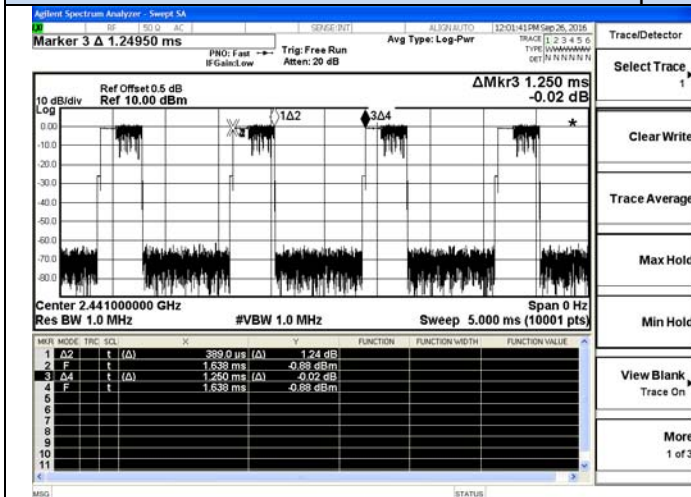 Agilent Spectrum Analyzer - Swept SA
RF 50 Ω AC SENSE:INT ALIGN AUTO 12:01:41 PM Sep 26, 2016
Marker 3 Δ 1.24950 ms
PNO: Fast Trig: Free Run Avg Type: Log-Pwr TRACE 1 2 3 4 5 6
IFGain:Low Atten: 20 dB TYPE WWWWWW
DET N N N N N N
Trace/Detector
Select Trace
1
Clear Write
Trace Average
Max Hold
Min Hold
View Blank
Trace On
More
1 of 3
ΔMkr3 1.250 ms
-0.02 dB
Ref Offset 0.5 dB
10 dB/div Ref 10.00 dBm
Log
0.00
-10.0
-20.0
-30.0
-40.0
-50.0
-60.0
-70.0
-80.0
1Δ2
3Δ4
Center 2.441000000 GHz Span 0 Hz
Res BW 1.0 MHz #VBW 1.0 MHz Sweep 5.000 ms (10001 pts)
MKR MODE TRC SCL X Y FUNCTION FUNCTION WIDTH FUNCTION VALUE
1 Δ2 t (Δ) 389.0 us (Δ) 1.24 dB
2 F t 1.638 ms -0.88 dBm
3 Δ4 t (Δ) 1.250 ms (Δ) -0.02 dB
4 F t 1.638 ms -0.88 dBm
5
6
7
8
9
10
11
MSG STATUS